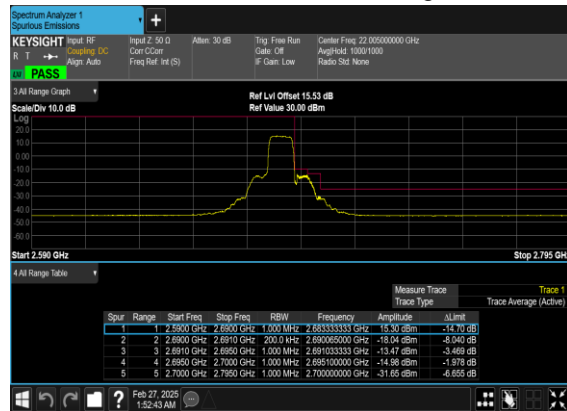 Spectrum Analyzer 1
Spurious Emissions
KEYSIGHT Input: RF Input Z: 50 Ω Atten: 30 dB Trig: Free Run Center Freq: 22.005000000 GHz
R T Coupling: DC Corr CCorr Gate: Off Avg|Hold: 1000/1000
Align: Auto Freq Ref: Int (S) IF Gain: Low Radio Std: None
LW PASS
3 All Range Graph
Ref Lvl Offset 15.53 dB
Scale/Div 10.0 dB Ref Value 30.00 dBm
Log
20.0
10.0
0.00
-10.0
-20.0
-30.0
-40.0
-50.0
-60.0
Start 2.590 GHz Stop 2.795 GH
4 All Range Table
Measure Trace Trace 1
Trace Type Trace Average (Active)
Spur Range Start Freq Stop Freq RBW Frequency Amplitude ΔLimit
1 1 2.5900 GHz 2.6900 GHz 1.000 MHz 2.683333333 GHz 15.30 dBm -14.70 dB
2 2 2.6900 GHz 2.6910 GHz 200.0 kHz 2.690065000 GHz -18.04 dBm -8.040 dB
3 3 2.6910 GHz 2.6950 GHz 1.000 MHz 2.691033333 GHz -13.47 dBm -3.469 dB
4 4 2.6950 GHz 2.7000 GHz 1.000 MHz 2.695100000 GHz -14.98 dBm -1.978 dB
5 5 2.7000 GHz 2.7950 GHz 1.000 MHz 2.700000000 GHz -31.65 dBm -6.655 dB
?
Feb 27, 2025
1:52:43 AM